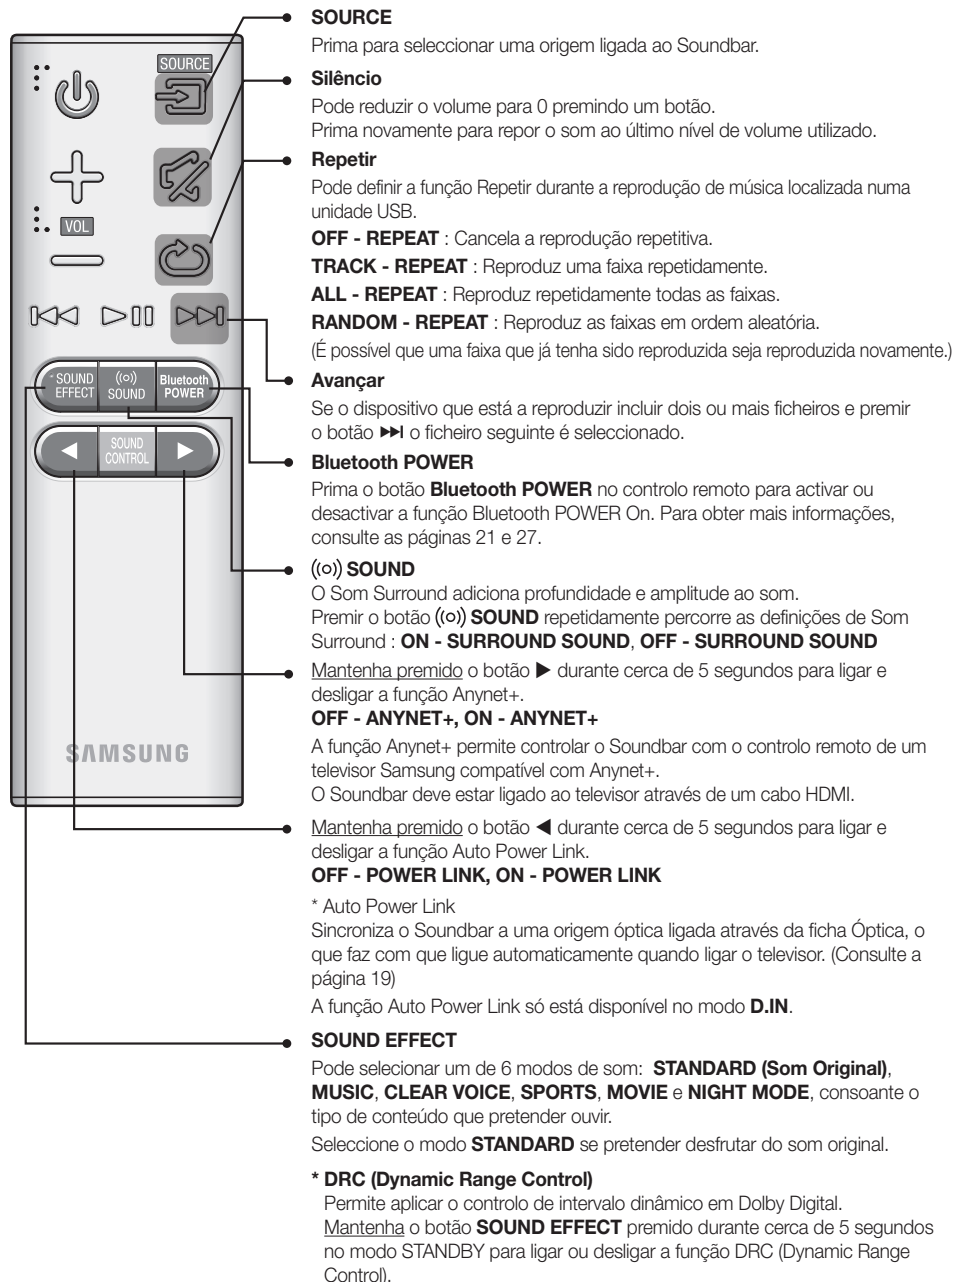 SOURCE
Prima para seleccionar uma origem ligada ao Soundbar.
Silêncio
Pode reduzir o volume para 0 premindo um botão.
Prima novamente para repor o som ao último nível de volume utilizado.
Repetir
Pode definir a função Repetir durante a reprodução de música localizada numa
unidade USB.
OFF - REPEAT : Cancela a reprodução repetitiva.
TRACK - REPEAT : Reproduz uma faixa repetidamente.
ALL - REPEAT : Reproduz repetidamente todas as faixas.
RANDOM - REPEAT : Reproduz as faixas em ordem aleatória.
(É possível que uma faixa que já tenha sido reproduzida seja reproduzida novamente.)
Avançar
Se o dispositivo que está a reproduzir incluir dois ou mais ficheiros e premir
o botão ▶▶| o ficheiro seguinte é seleccionado.
Bluetooth POWER
Prima o botão Bluetooth POWER no controlo remoto para activar ou
desactivar a função Bluetooth POWER On. Para obter mais informações,
consulte as páginas 21 e 27.
((o)) SOUND
O Som Surround adiciona profundidade e amplitude ao som.
Premir o botão ((o)) SOUND repetidamente percorre as definições de Som
Surround : ON - SURROUND SOUND, OFF - SURROUND SOUND
Mantenha premido o botão ▶ durante cerca de 5 segundos para ligar e
desligar a função Anynet+.
OFF - ANYNET+, ON - ANYNET+
A função Anynet+ permite controlar o Soundbar com o controlo remoto de um
televisor Samsung compatível com Anynet+.
O Soundbar deve estar ligado ao televisor através de um cabo HDMI.
Mantenha premido o botão ◀ durante cerca de 5 segundos para ligar e
desligar a função Auto Power Link.
OFF - POWER LINK, ON - POWER LINK
* Auto Power Link
Sincroniza o Soundbar a uma origem óptica ligada através da ficha Óptica, o
que faz com que ligue automaticamente quando ligar o televisor. (Consulte a
página 19)
A função Auto Power Link só está disponível no modo D.IN.
SOUND EFFECT
Pode selecionar um de 6 modos de som: STANDARD (Som Original),
MUSIC, CLEAR VOICE, SPORTS, MOVIE e NIGHT MODE, consoante o
tipo de conteúdo que pretender ouvir.
Seleccione o modo STANDARD se pretender desfrutar do som original.
* DRC (Dynamic Range Control)
Permite aplicar o controlo de intervalo dinâmico em Dolby Digital.
Mantenha o botão SOUND EFFECT premido durante cerca de 5 segundos
no modo STANDBY para ligar ou desligar a função DRC (Dynamic Range
Control).
SOURCE
VOL
* SOUND
EFFECT
((o))
SOUND
Bluetooth
POWER
SOUND
CONTROL
SAMSUNG